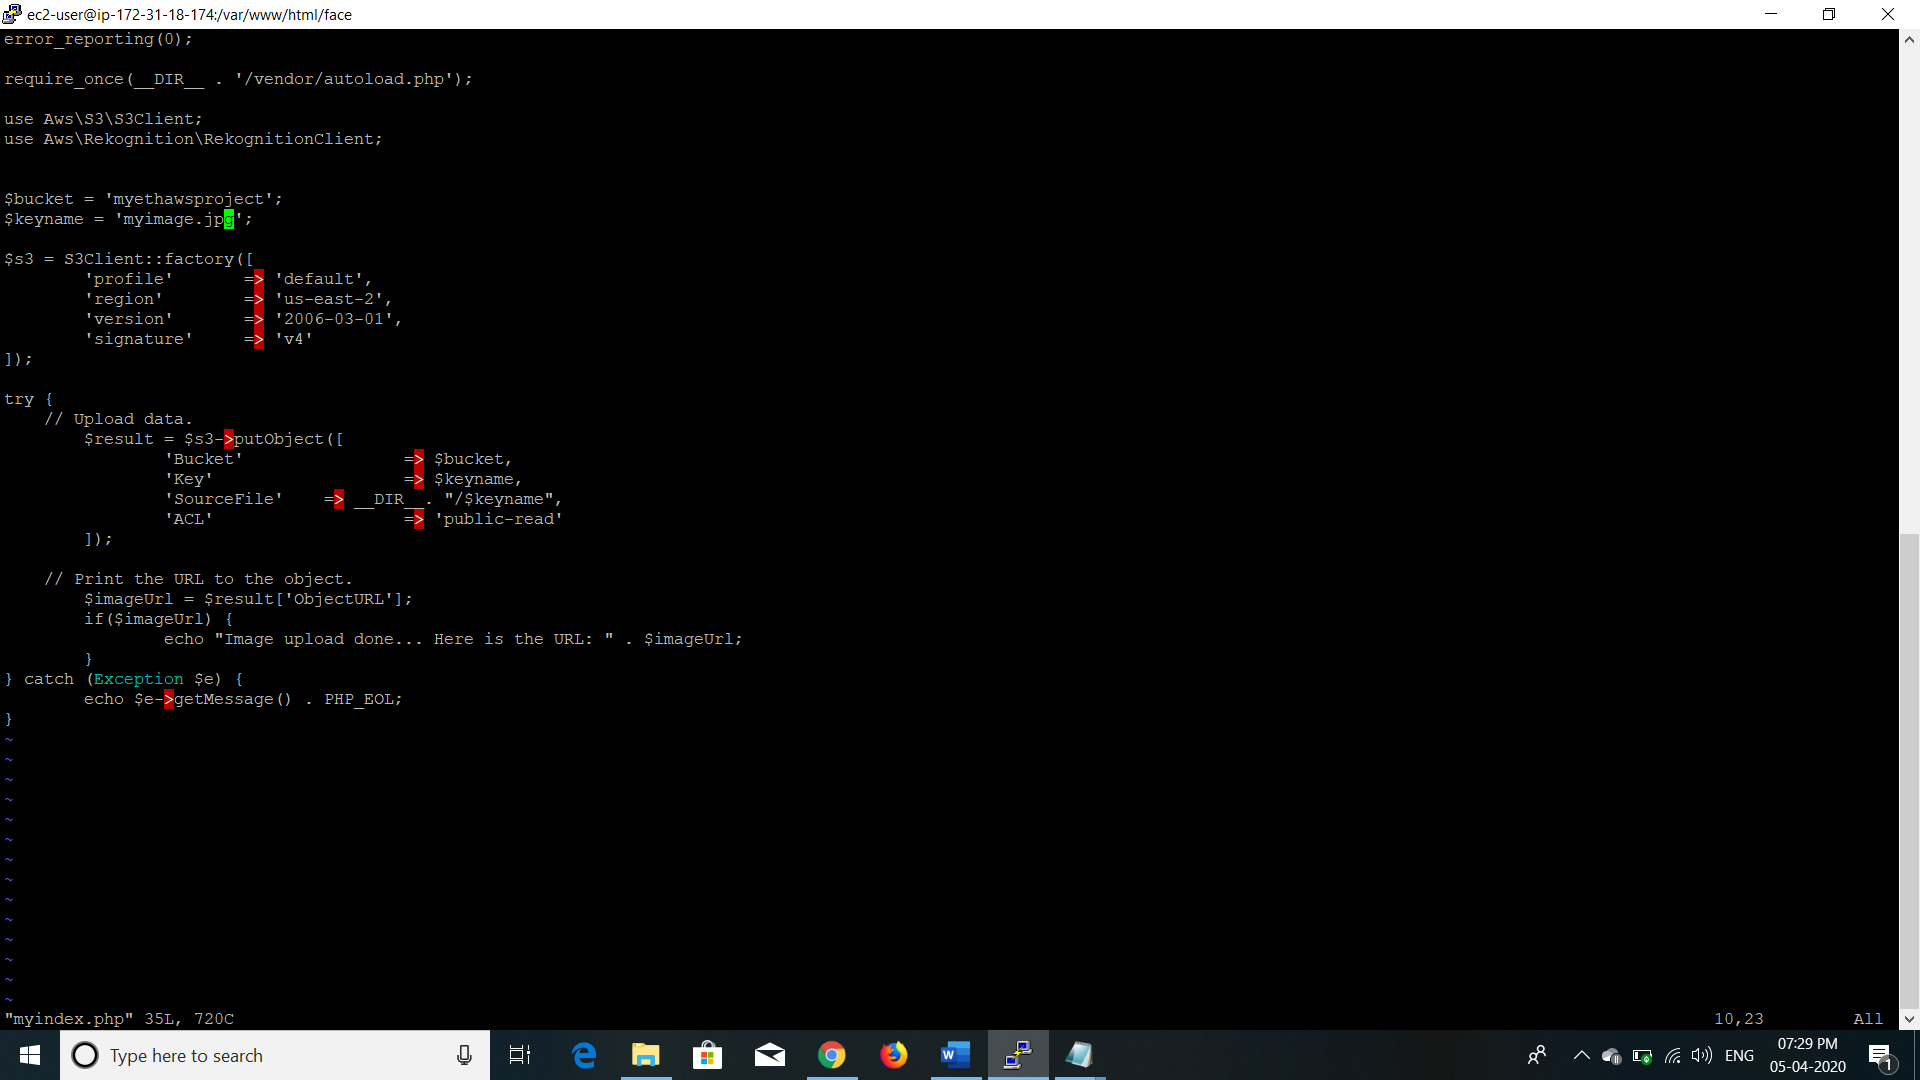 ec2-user@ip-172-31-18-174:/var/www/html/face
error_reporting(0);
require_once(__DIR__ . '/vendor/autoload.php');
use Aws\S3\S3Client;
use Aws\Rekognition\RekognitionClient;
$bucket = 'myethawsproject';
$keyname = 'myimage.jpg';
$s3 = S3Client::factory([
        'profile'       => 'default',
        'region'        => 'us-east-2',
        'version'       => '2006-03-01',
        'signature'     => 'v4'
]);
try {
    // Upload data.
        $result = $s3->putObject([
                'Bucket'                => $bucket,
                'Key'                   => $keyname,
                'SourceFile'    => __DIR__. "/$keyname",
                'ACL'                   => 'public-read'
        ]);
    // Print the URL to the object.
        $imageUrl = $result['ObjectURL'];
        if($imageUrl) {
                echo "Image upload done... Here is the URL: " . $imageUrl;
        }
} catch (Exception $e) {
        echo $e->getMessage() . PHP_EOL;
}
~
~
~
~
~
~
~
~
~
~
~
~
~
~
"myindex.php" 35L, 720C 10,23 All
Type here to search
ENG
07:29 PM
05-04-2020
1